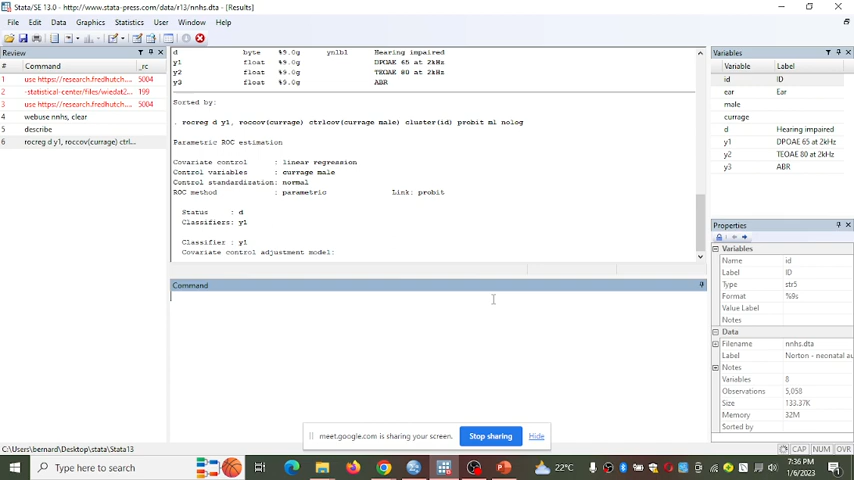 Stata/SE 13.0 - http://www.stata-press.com/data/r13/nnhs.dta - [Results]
File Edit Data Graphics Statistics User Window Help
Review
# Command _rc
1 use https://research.fredhutch.... 5004
2 -statistical-center/files/wiedat2... 199
3 use https://research.fredhutch.... 5004
4 webuse nnhs, clear
5 describe
6 rocreg d y1, roccov(currage) ctrl...
d byte %9.0g ynlbl Hearing impaired
y1 float %9.0g DPOAE 65 at 2kHz
y2 float %9.0g TEOAE 80 at 2kHz
y3 float %9.0g ABR
Sorted by:
. rocreg d y1, roccov(currage) ctrlcov(currage male) cluster(id) probit ml nolog
Parametric ROC estimation
Covariate control : linear regression
Control variables : currage male
Control standardization: normal
ROC method : parametric Link: probit
Status : d
Classifiers: y1
Classifier : y1
Covariate control adjustment model:
Command
Variables
Variable Label
id ID
ear Ear
male
currage
d Hearing impaired
y1 DPOAE 65 at 2kHz
y2 TEOAE 80 at 2kHz
y3 ABR
Properties
Variables
Name id
Label ID
Type str5
Format %9s
Value Label
Notes
Data
Filename nnhs.dta
Label Norton - neonatal au
Notes
Variables 8
Observations 5,058
Size 133.37K
Memory 32M
Sorted by
meet.google.com is sharing your screen. Stop sharing Hide
C:\Users\bernard\Desktop\stata\Stata13
CAP NUM OVR
Type here to search
22°C
7:36 PM
1/6/2023